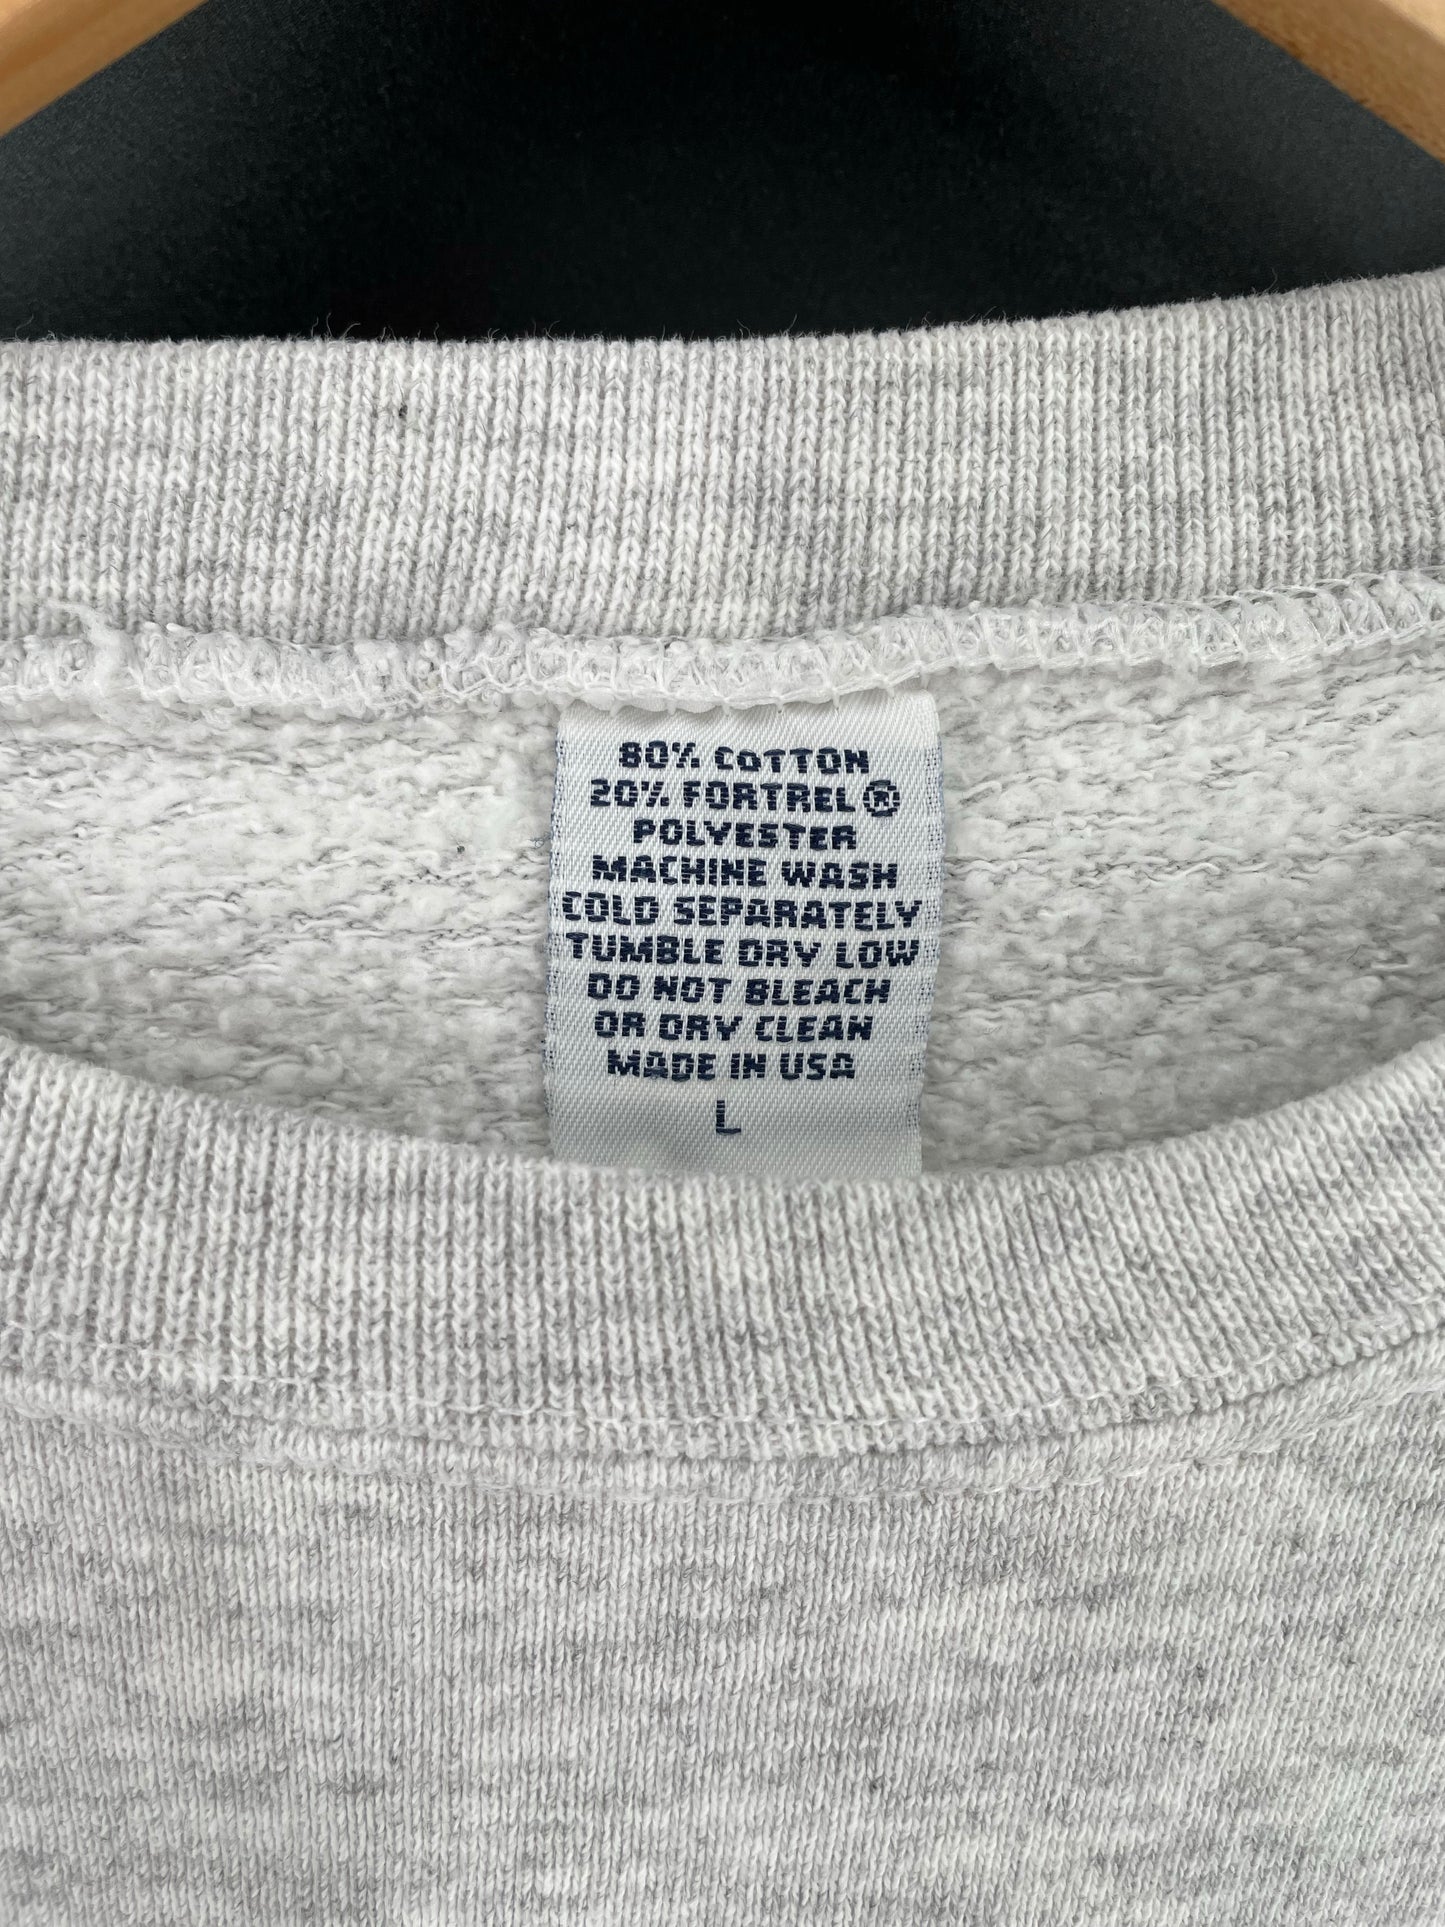 80% COTTON
20% FORTREL®
POLYESTER
MACHINE WASH
COLD SEPARATELY
TUMBLE DRY LOW
DO NOT BLEACH
OR DRY CLEAN
MADE IN USA
L